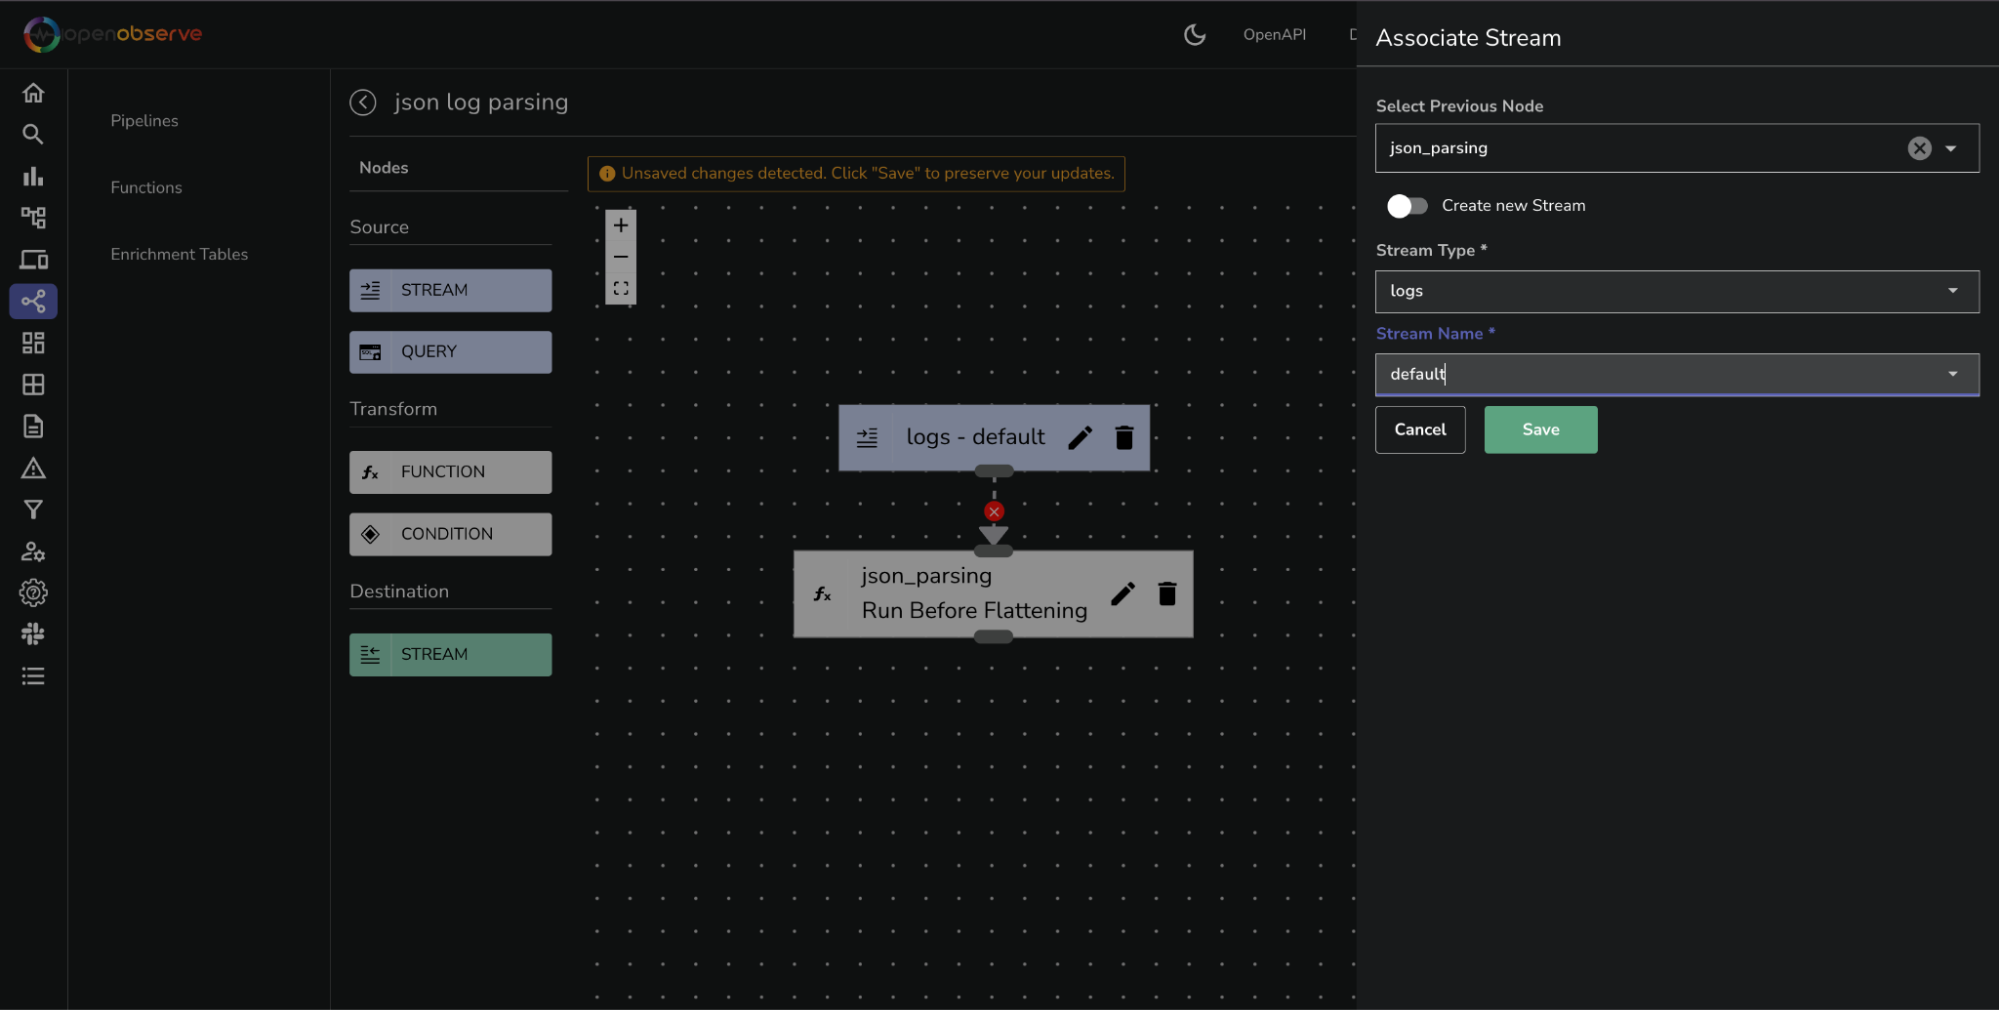 openobserve
OpenAPI
Pipelines
Functions
Enrichment Tables
json log parsing
Nodes
Source
STREAM
QUERY
Transform
FUNCTION
CONDITION
Destination
STREAM
Unsaved changes detected. Click "Save" to preserve your updates.
logs - default
json_parsing
Run Before Flattening
Associate Stream
Select Previous Node
json_parsing
Create new Stream
Stream Type *
logs
Stream Name *
default
Cancel
Save